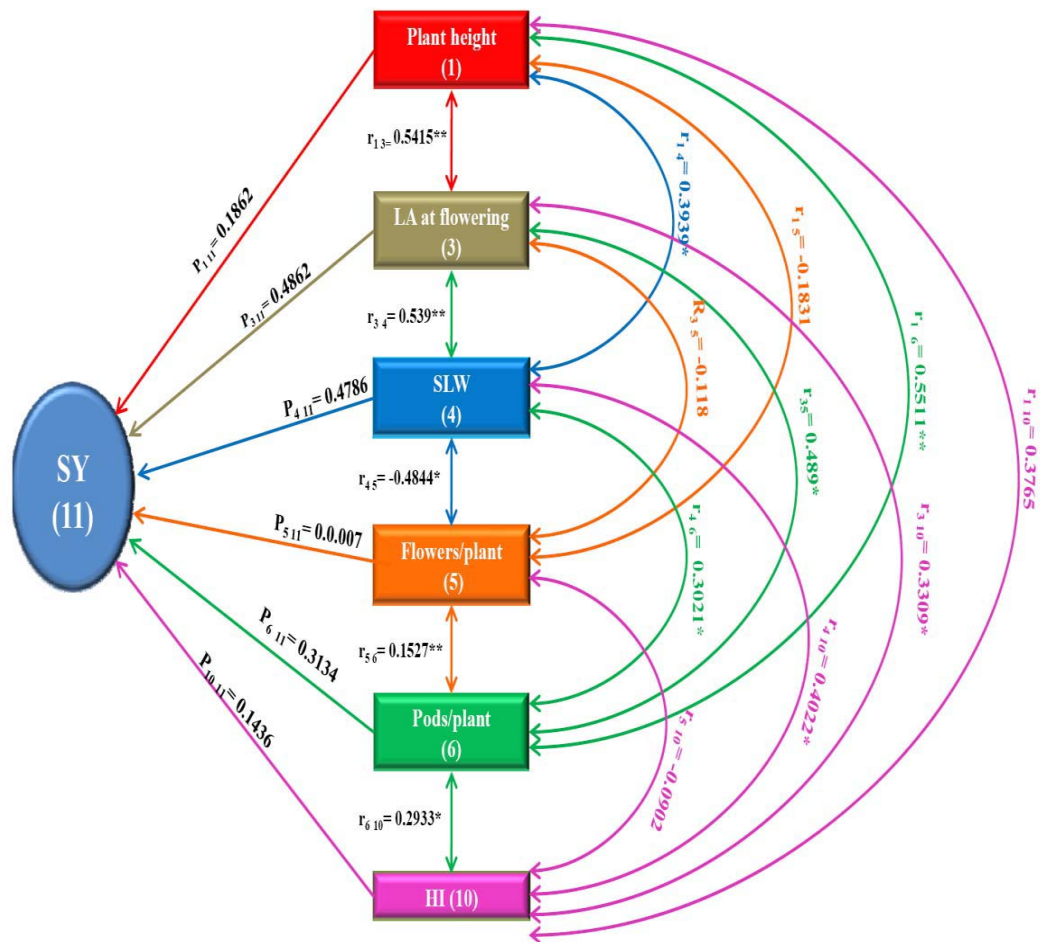 Plant height
(1)
r1 3= 0.5415**
LA at flowering
(3)
r3 4= 0.539**
SLW
(4)
r4 5= -0.4844*
Flowers/plant
(5)
r5 6= 0.1527**
Pods/plant
(6)
r6 10= 0.2933*
HI (10)
SY
(11)
P1 11= 0.1862
P3 11= 0.4862
P4 11= 0.4786
P5 11= 0.0.007
P6 11= 0.3134
P10 11= 0.1436
r1 4= 0.3939*
r1 5= -0.1831
R3 5= -0.118
r1 6= 0.5511**
r35= 0.489*
r1 10= 0.3765
r4 6= 0.3021*
r3 10= 0.3309*
r4 10= 0.4022*
r5 10= -0.0902